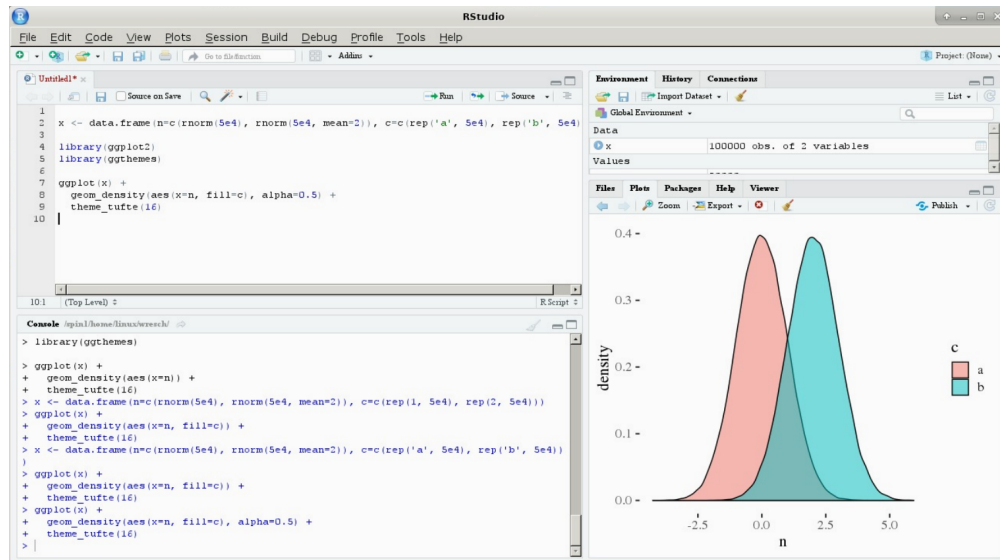 RStudio
File Edit Code View Plots Session Build Debug Profile Tools Help
Go to file/function Addins Project: (None)
Untitled1*
Source on Save Run Source
1
2 x <- data.frame(n=c(rnorm(5e4), rnorm(5e4, mean=2)), c=c(rep('a', 5e4), rep('b', 5e4)
3
4 library(ggplot2)
5 library(ggthemes)
6
7 ggplot(x) +
8 geom_density(aes(x=n, fill=c), alpha=0.5) +
9 theme_tufte(16)
10
10:1 (Top Level) R Script
Console /spin1/home/linux/wresch/
> library(ggthemes)
> ggplot(x) +
+ geom_density(aes(x=n)) +
+ theme_tufte(16)
> x <- data.frame(n=c(rnorm(5e4), rnorm(5e4, mean=2)), c=c(rep(1, 5e4), rep(2, 5e4)))
> ggplot(x) +
+ geom_density(aes(x=n, fill=c)) +
+ theme_tufte(16)
> x <- data.frame(n=c(rnorm(5e4), rnorm(5e4, mean=2)), c=c(rep('a', 5e4), rep('b', 5e4))
)
> ggplot(x) +
+ geom_density(aes(x=n, fill=c)) +
+ theme_tufte(16)
> ggplot(x) +
+ geom_density(aes(x=n, fill=c), alpha=0.5) +
+ theme_tufte(16)
>
Environment History Connections
Import Dataset List
Global Environment
Data
x 100000 obs. of 2 variables
Values
Files Plots Packages Help Viewer
Zoom Export Publish
0.4
0.3
0.2
0.1
0.0
density
-2.5 0.0 2.5 5.0
n
c
a
b